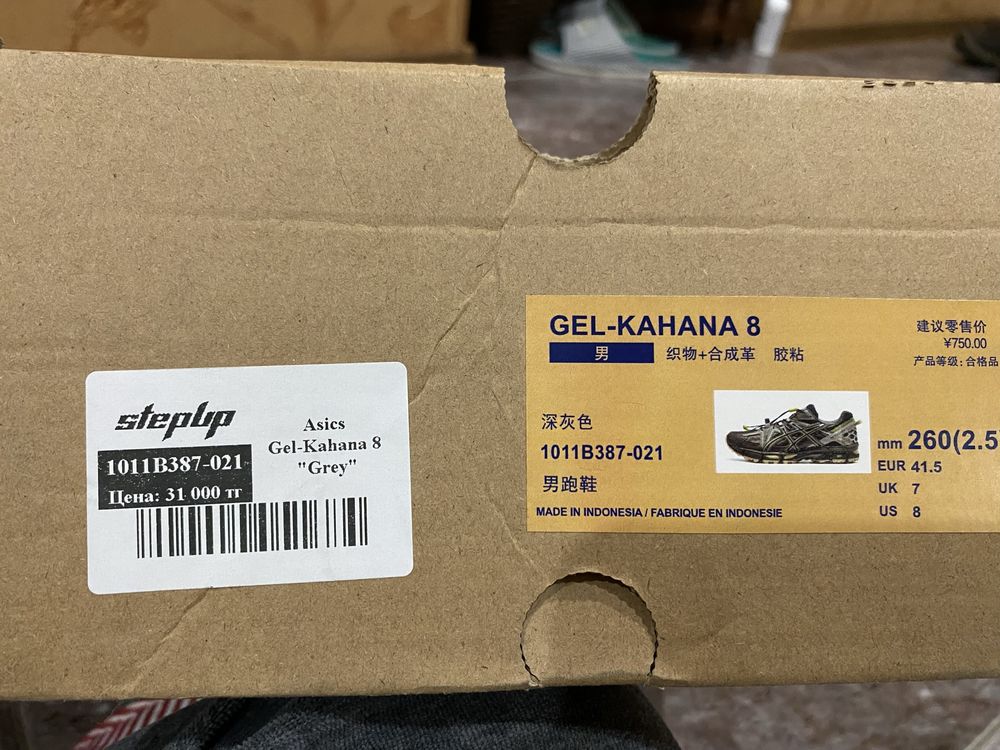 stepup
1011B387-021
Цена: 31 000 тг
Asics
Gel-Kahana 8
"Grey"
GEL-KAHANA 8
男 织物+合成革 胶粘
建议零售价
¥750.00
产品等级: 合格品
深灰色
1011B387-021
男跑鞋
MADE IN INDONESIA / FABRIQUE EN INDONESIE
mm 260(2.5)
EUR 41.5
UK 7
US 8